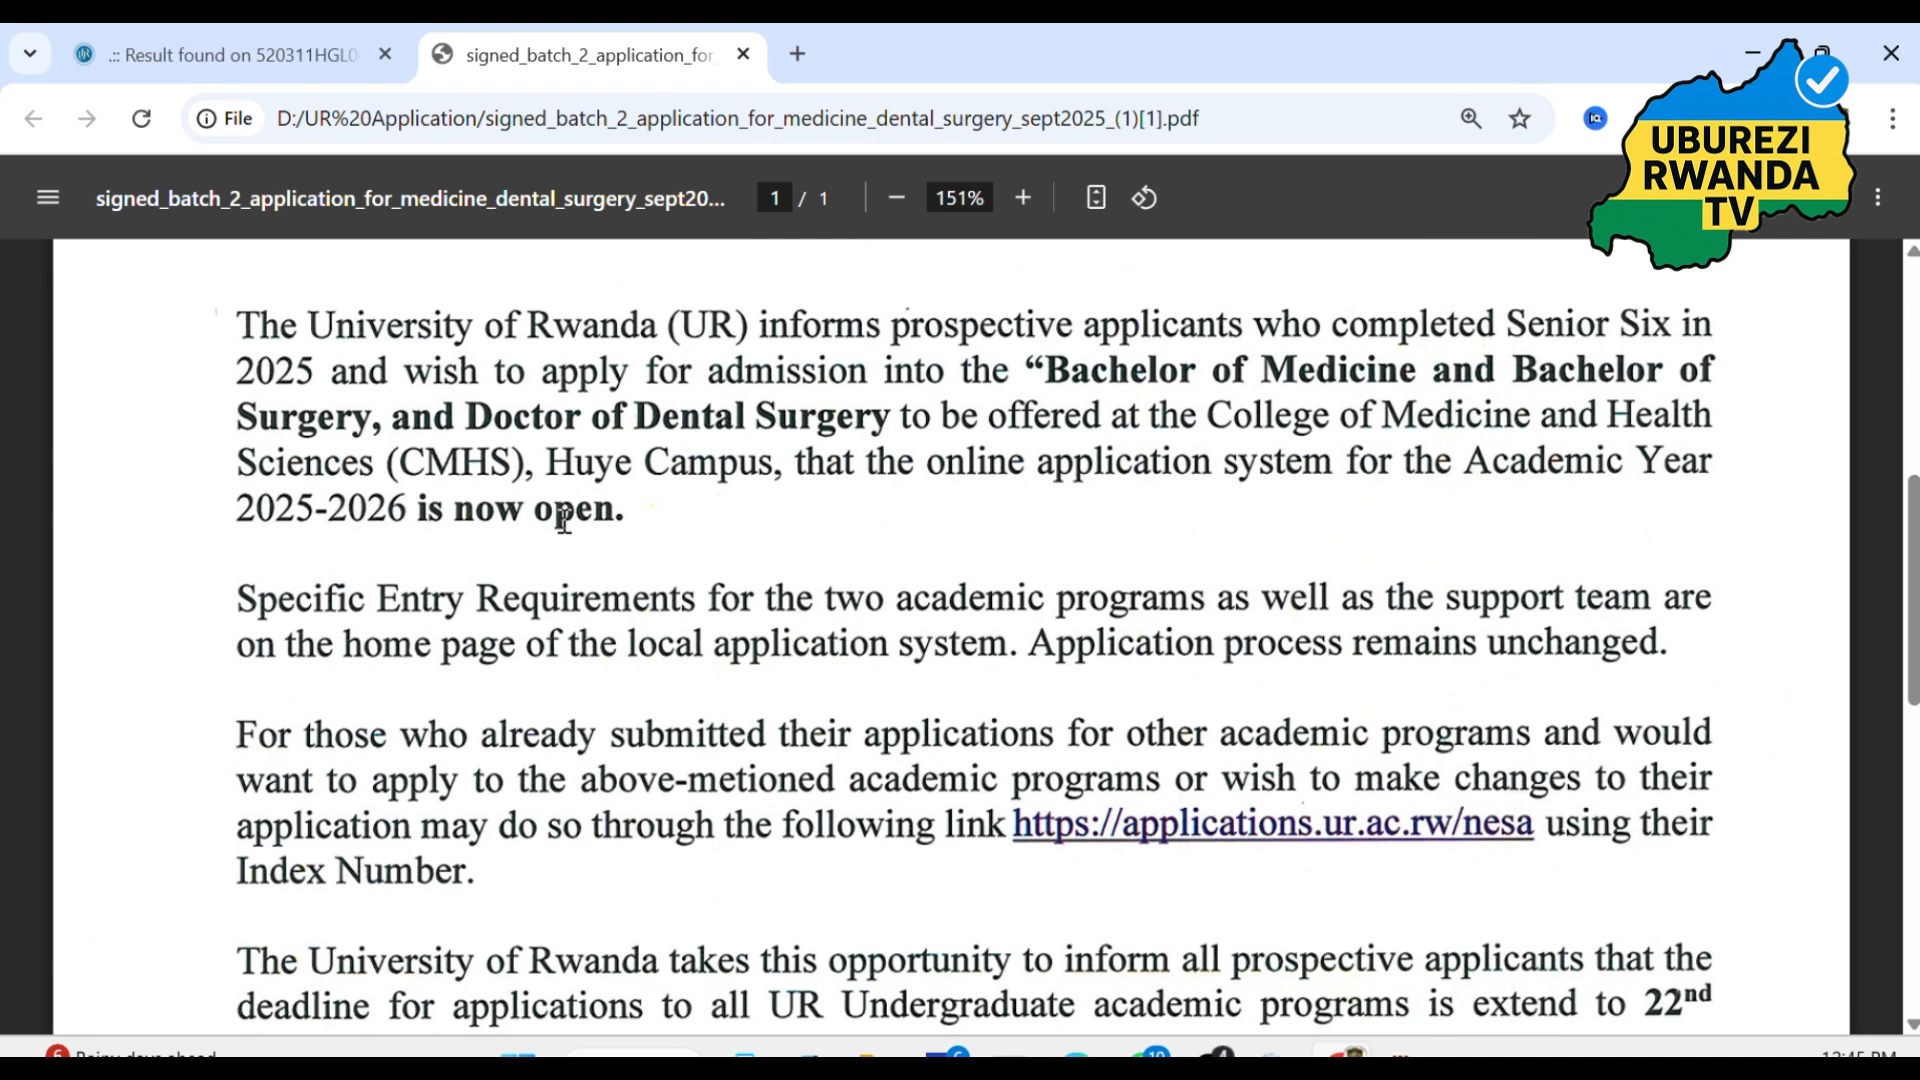 .:: Result found on 520311HGL0
signed_batch_2_application_for
File
D:/UR%20Application/signed_batch_2_application_for_medicine_dental_surgery_sept2025_(1)[1].pdf
signed_batch_2_application_for_medicine_dental_surgery_sept20...
1 / 1
151%
UBUREZI
RWANDA
TV
The University of Rwanda (UR) informs prospective applicants who completed Senior Six in
2025 and wish to apply for admission into the “Bachelor of Medicine and Bachelor of
Surgery, and Doctor of Dental Surgery to be offered at the College of Medicine and Health
Sciences (CMHS), Huye Campus, that the online application system for the Academic Year
2025-2026 is now open.
Specific Entry Requirements for the two academic programs as well as the support team are
on the home page of the local application system. Application process remains unchanged.
For those who already submitted their applications for other academic programs and would
want to apply to the above-metioned academic programs or wish to make changes to their
application may do so through the following link https://applications.ur.ac.rw/nesa using their
Index Number.
The University of Rwanda takes this opportunity to inform all prospective applicants that the
deadline for applications to all UR Undergraduate academic programs is extend to 22nd